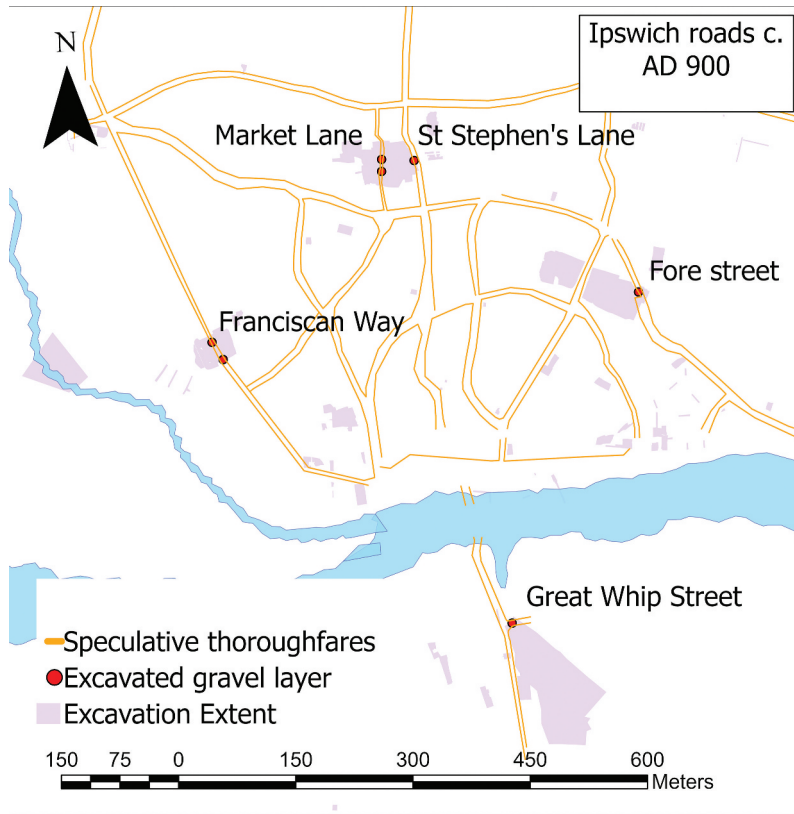 Ipswich roads c.
AD 900
N
Market Lane
St Stephen's Lane
Fore street
Franciscan Way
Great Whip Street
Speculative thoroughfares
Excavated gravel layer
Excavation Extent
150 75 0 150 300 450 600
Meters